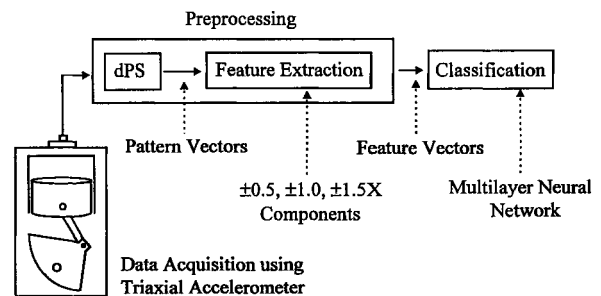 Preprocessing
dPS
Feature Extraction
Classification
Pattern Vectors
Feature Vectors
±0.5, ±1.0, ±1.5X
Components
Multilayer Neural
Network
Data Acquisition using
Triaxial Accelerometer